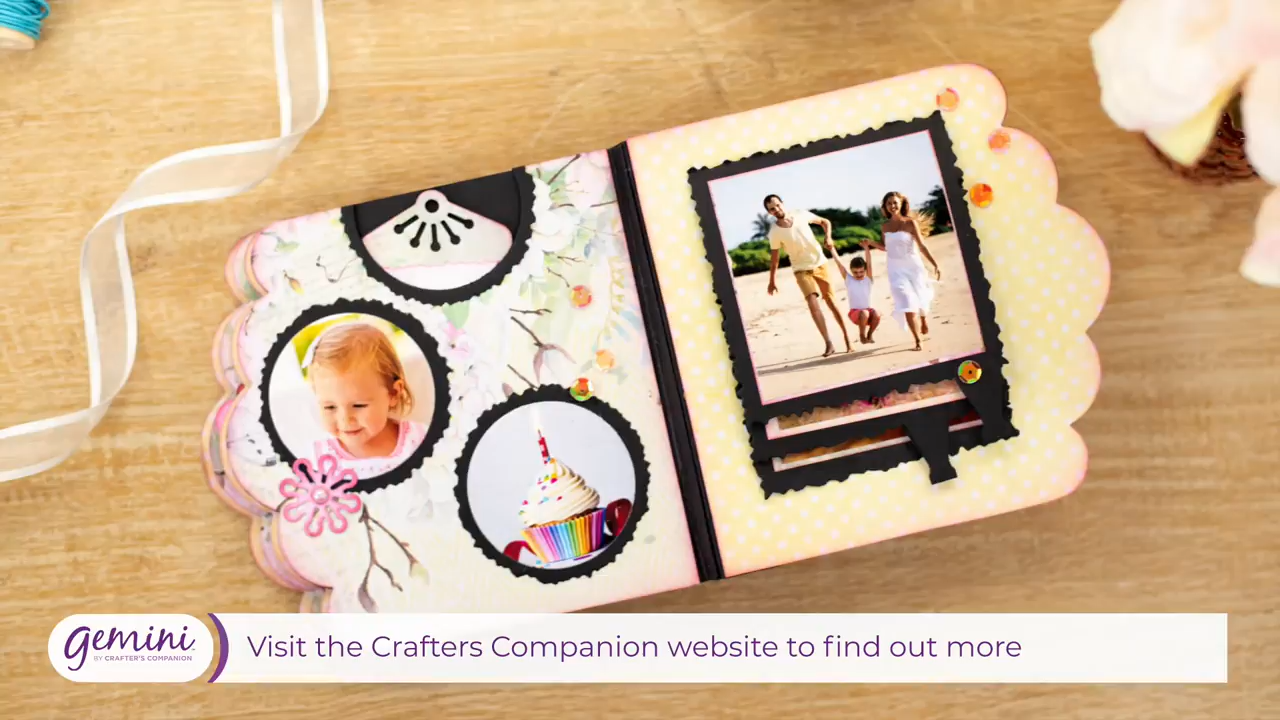 gemini
BY CRAFTER'S COMPANION
Visit the Crafters Companion website to find out more